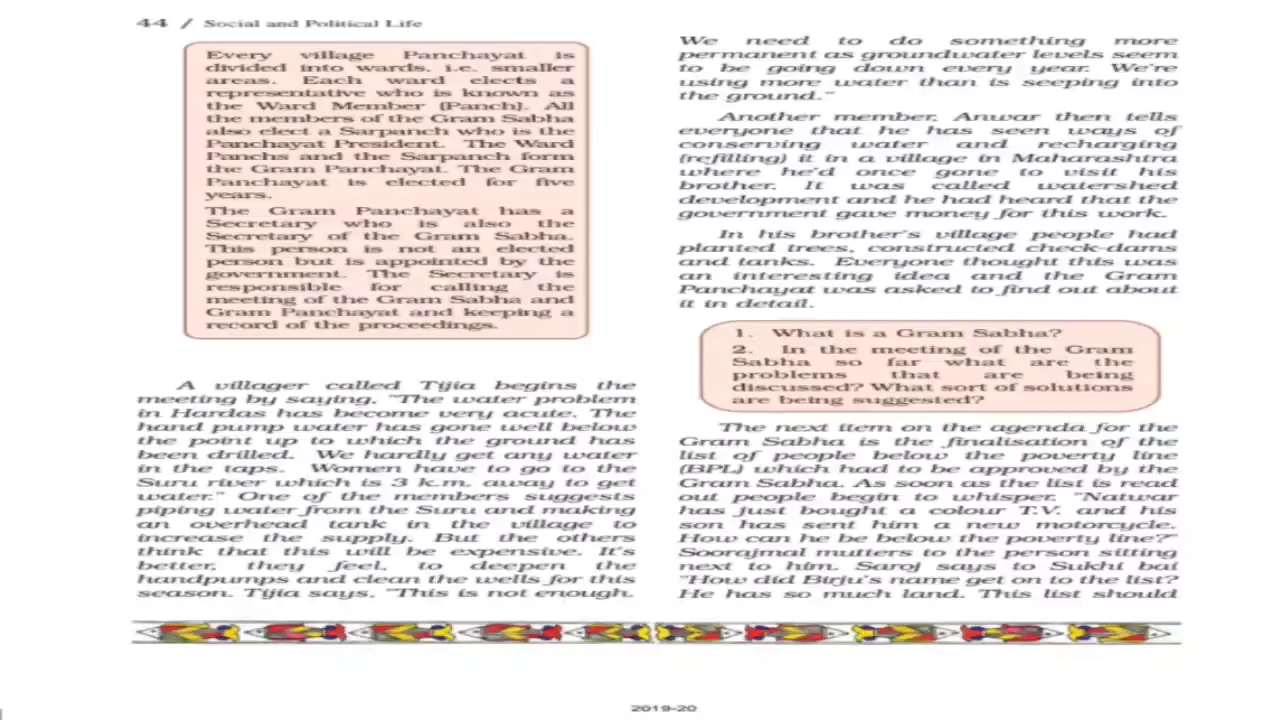 44 / Social and Political Life
Every village Panchayat is
divided into wards, i.e. smaller
areas. Each ward elects a
representative who is known as
the Ward Member (Panch). All
the members of the Gram Sabha
also elect a Sarpanch who is the
Panchayat President. The Ward
Panchs and the Sarpanch form
the Gram Panchayat. The Gram
Panchayat is elected for five
years.
The Gram Panchayat has a
Secretary who is also the
Secretary of the Gram Sabha.
This person is not an elected
person but is appointed by the
government. The Secretary is
responsible for calling the
meeting of the Gram Sabha and
Gram Panchayat and keeping a
record of the proceedings.
A villager called Tijia begins the
meeting by saying, "The water problem
in Hardas has become very acute. The
hand pump water has gone well below
the point up to which the ground has
been drilled. We hardly get any water
in the taps. Women have to go to the
Suru river which is 3 k.m. away to get
water." One of the members suggests
piping water from the Suru and making
an overhead tank in the village to
increase the supply. But the others
think that this will be expensive. It's
better, they feel, to deepen the
handpumps and clean the wells for this
season. Tijia says, "This is not enough.
We need to do something more
permanent as groundwater levels seem
to be going down every year. We're
using more water than is seeping into
the ground."
Another member, Anwar then tells
everyone that he has seen ways of
conserving water and recharging
(refilling) it in a village in Maharashtra
where he'd once gone to visit his
brother. It was called watershed
development and he had heard that the
government gave money for this work.
In his brother's village people had
planted trees, constructed check-dams
and tanks. Everyone thought this was
an interesting idea and the Gram
Panchayat was asked to find out about
it in detail.
1. What is a Gram Sabha?
2. In the meeting of the Gram
Sabha so far what are the
problems that are being
discussed? What sort of solutions
are being suggested?
The next item on the agenda for the
Gram Sabha is the finalisation of the
list of people below the poverty line
(BPL) which had to be approved by the
Gram Sabha. As soon as the list is read
out people begin to whisper. "Natwar
has just bought a colour T.V. and his
son has sent him a new motorcycle.
How can he be below the poverty line?"
Soorajmal mutters to the person sitting
next to him. Saroj says to Sukhi bai
"How did Birju's name get on to the list?
He has so much land. This list should
2019-20